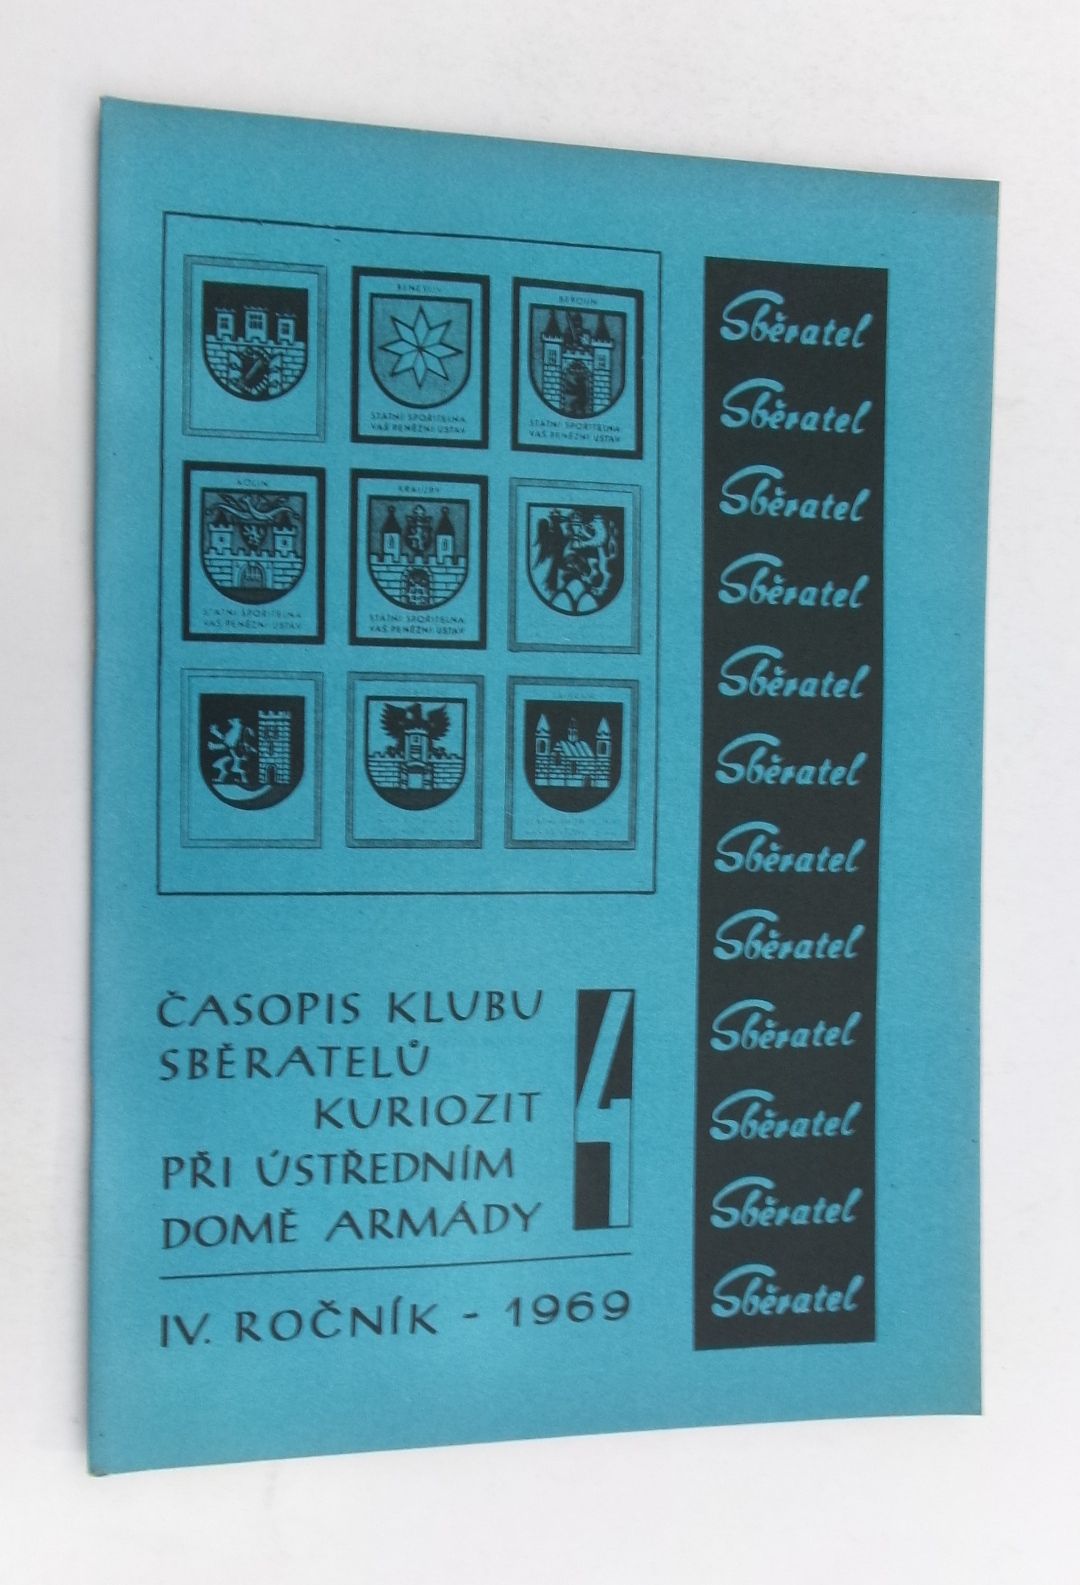 BENEŠOV
STÁTNÍ SPOŘITELNA
VÁŠ PENĚŽNÍ ÚSTAV
BEROUN
STÁTNÍ SPOŘITELNA
VÁŠ PENĚŽNÍ ÚSTAV
KOLÍN
STÁTNÍ SPOŘITELNA
VÁŠ PENĚŽNÍ ÚSTAV
KRALUPY
STÁTNÍ SPOŘITELNA
VÁŠ PENĚŽNÍ ÚSTAV
ČASOPIS KLUBU
SBĚRATELŮ
KURIOZIT
PŘI ÚSTŘEDNÍM
DOMĚ ARMÁDY
4
IV. ROČNÍK - 1969
Sběratel
Sběratel
Sběratel
Sběratel
Sběratel
Sběratel
Sběratel
Sběratel
Sběratel
Sběratel
Sběratel
Sběratel